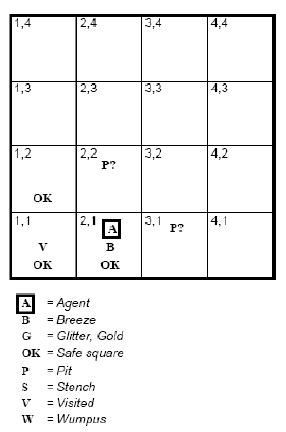 1,4 2,4 3,4 4,4
1,3 2,3 3,3 4,3
1,2 2,2 3,2 4,2
P?
OK
1,1 2,1 3,1 4,1
A P?
V B
OK OK
A = Agent
B = Breeze
G = Glitter, Gold
OK = Safe square
P = Pit
S = Stench
V = Visited
W = Wumpus